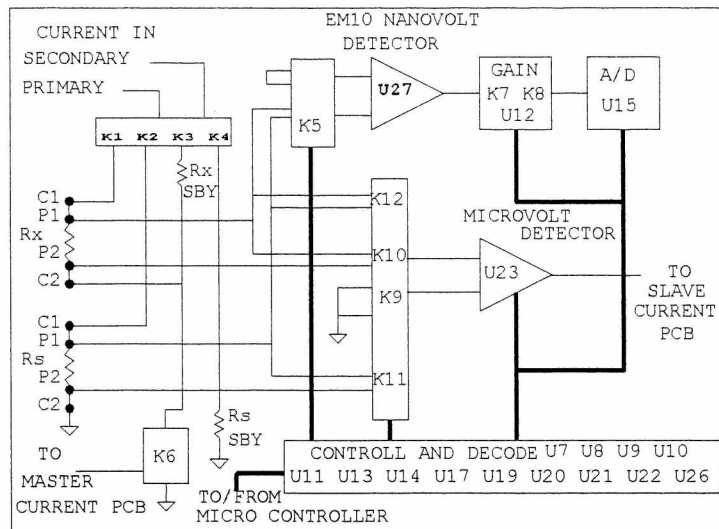 EM10 NANOVOLT
DETECTOR
CURRENT IN
SECONDARY
PRIMARY
K1 K2 K3 K4
K5
U27
GAIN
K7 K8
U12
A/D
U15
Rx
SBY
C1
P1
Rx
P2
C2
K12
K10
K9
K11
MICROVOLT
DETECTOR
U23
TO
SLAVE
CURRENT
PCB
C1
P1
Rs
P2
C2
Rs
SBY
TO
MASTER
CURRENT PCB
K6
CONTROLL AND DECODE U7 U8 U9 U10
U11 U13 U14 U17 U19 U20 U21 U22 U26
TO/FROM
MICRO CONTROLLER